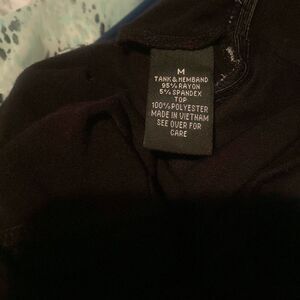 M
TANK & HEMBAND
95% RAYON
5% SPANDEX
TOP
100% POLYESTER
MADE IN VIETNAM
SEE OVER FOR
CARE